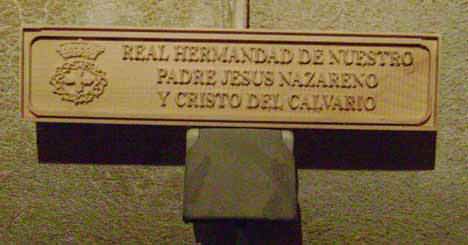 REAL HERMANDAD DE NUESTRO
PADRE JESUS NAZARENO
Y CRISTO DEL CALVARIO